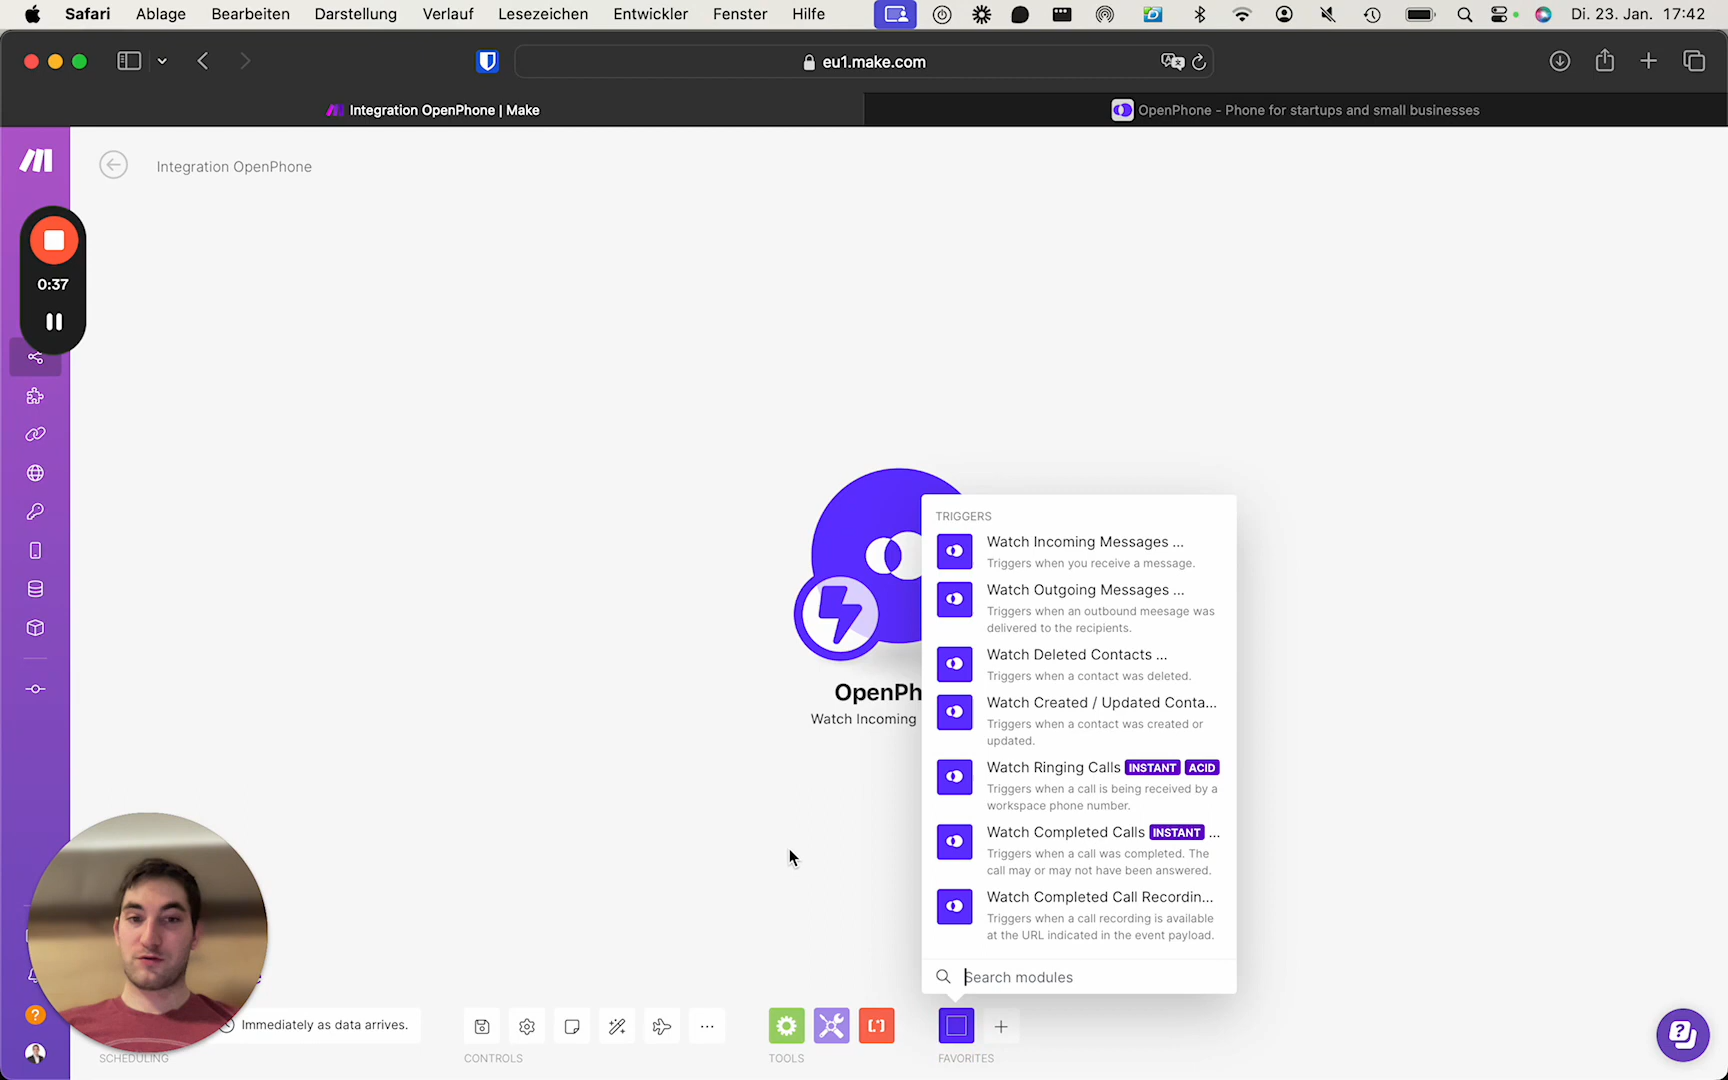 Safari Ablage Bearbeiten Darstellung Verlauf Lesezeichen Entwickler Fenster Hilfe Di. 23. Jan. 17:42
eu1.make.com
Integration OpenPhone | Make
OpenPhone - Phone for startups and small businesses
Integration OpenPhone
0:37
TRIGGERS
Watch Incoming Messages ...
Triggers when you receive a message.
Watch Outgoing Messages ...
Triggers when an outbound meesage was
delivered to the recipients.
Watch Deleted Contacts ...
Triggers when a contact was deleted.
Watch Created / Updated Conta...
Triggers when a contact was created or
updated.
Watch Ringing Calls INSTANT ACID
Triggers when a call is being received by a
workspace phone number.
Watch Completed Calls INSTANT ...
Triggers when a call was completed. The
call may or may not have been answered.
Watch Completed Call Recordin...
Triggers when a call recording is available
at the URL indicated in the event payload.
Search modules
OpenPh
Watch Incoming
Immediately as data arrives.
SCHEDULING
CONTROLS
TOOLS
FAVORITES